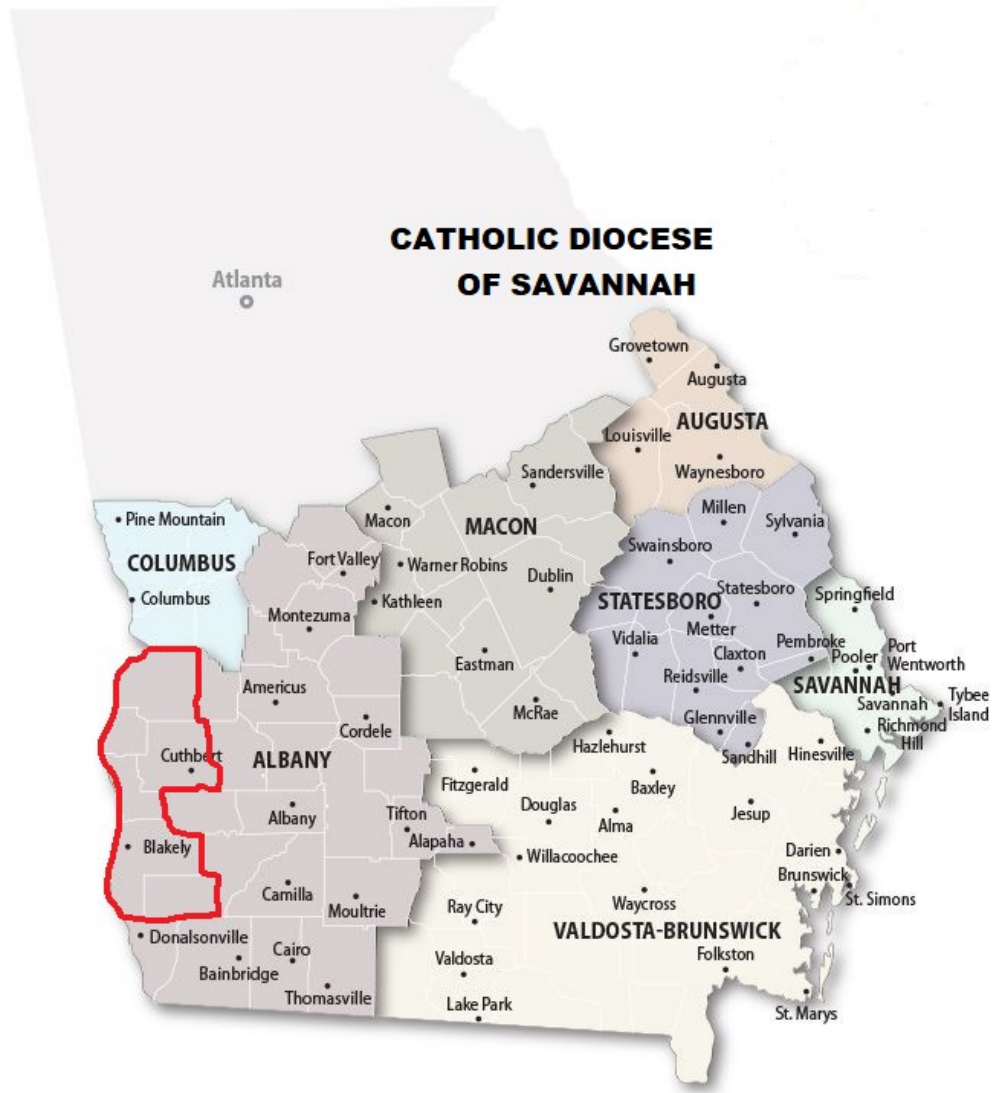 CATHOLIC DIOCESE
OF SAVANNAH
Atlanta
Grovetown
Augusta
AUGUSTA
Louisville
Waynesboro
Sandersville
Millen
Macon
MACON
Sylvania
Pine Mountain
Swainsboro
COLUMBUS
Fort Valley
Warner Robins
Dublin
Statesboro
Springfield
Columbus
Kathleen
STATESBORO
Montezuma
Metter
Vidalia
Claxton
Pembroke
Port
Wentworth
Pooler
Eastman
Reidsville
SAVANNAH
Americus
Savannah
Tybee
Island
McRae
Glennville
Richmond
Hill
Cordele
Hazlehurst
Sandhill
Hinesville
Cuthbert
ALBANY
Fitzgerald
Baxley
Albany
Tifton
Douglas
Alma
Jesup
Blakely
Alapaha
Willacoochee
Darien
Brunswick
Camilla
Moultrie
Ray City
Waycross
St. Simons
VALDOSTA-BRUNSWICK
Donalsonville
Cairo
Bainbridge
Valdosta
Folkston
Thomasville
Lake Park
St. Marys